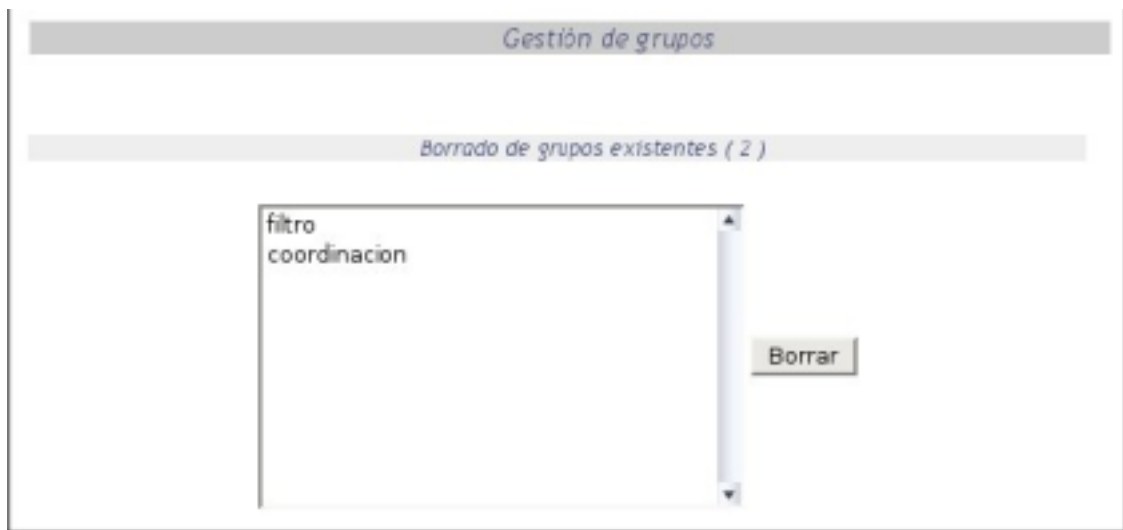 Gestión de grupos
Borrado de grupos existentes ( 2 )
filtro
coordinacion
Borrar